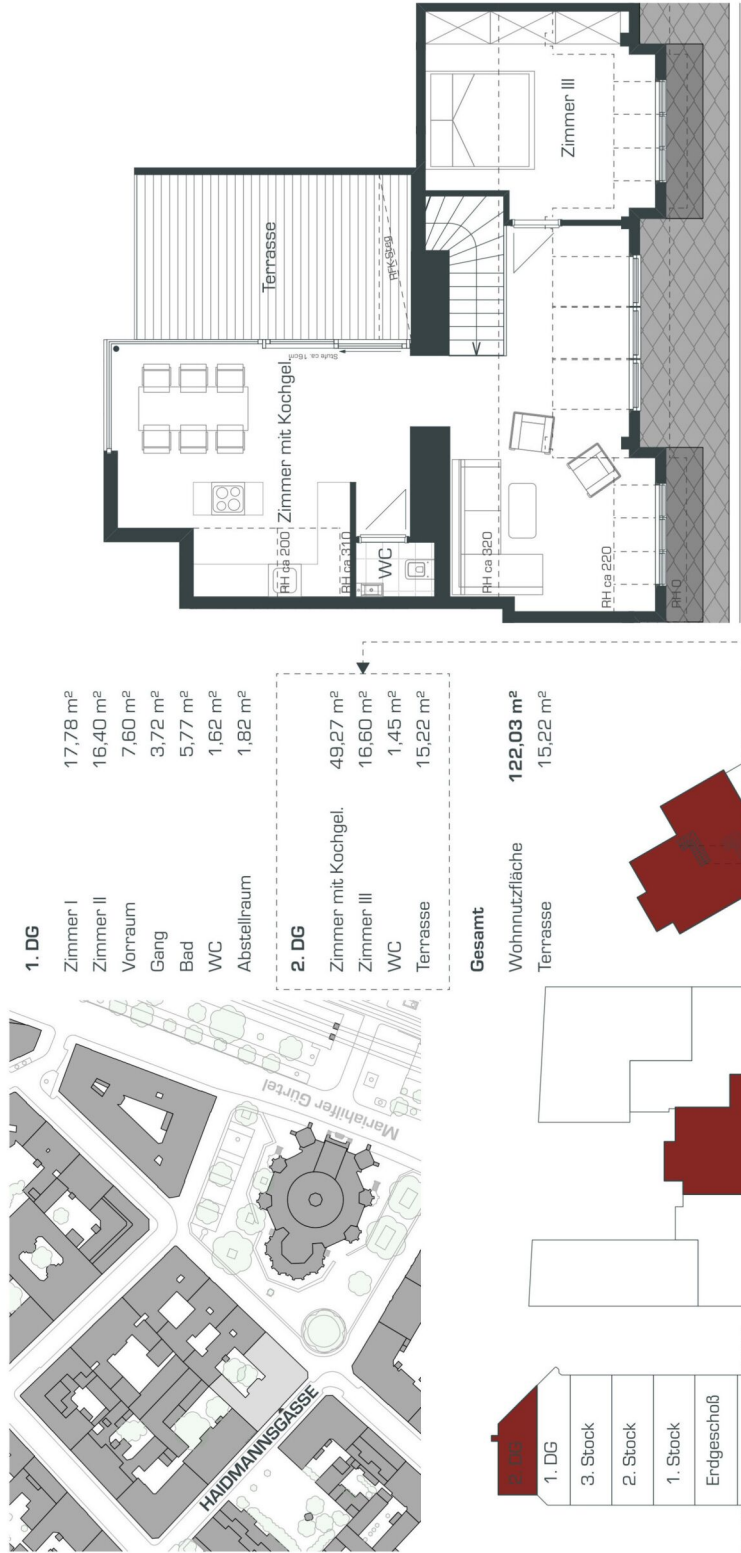 1. DG
Zimmer I 17,78 m²
Zimmer II 16,40 m²
Vorraum 7,60 m²
Gang 3,72 m²
Bad 5,77 m²
WC 1,62 m²
Abstellraum 1,82 m²
2. DG
Zimmer mit Kochgel. 49,27 m²
Zimmer III 16,60 m²
WC 1,45 m²
Terrasse 15,22 m²
Gesamt
Wohnnutzfläche 122,03 m²
Terrasse 15,22 m²
Mariahilfer Gürtel
HAIDMANNSGASSE
2. DG
1. DG
3. Stock
2. Stock
1. Stock
Erdgeschoß
Terrasse
RFK-Steg
Stufe ca. 16cm
Zimmer mit Kochgel.
RH ca 200
RH ca 310
WC
RH ca 320
RH ca 220
RH 0
Zimmer III